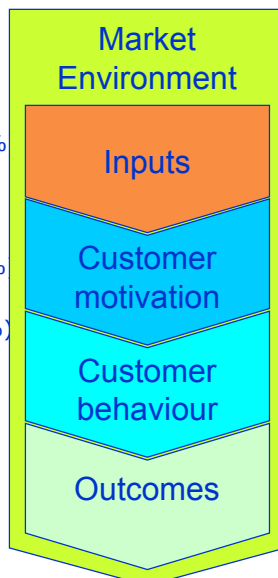 Market
Environment
%
Inputs
Customer
motivation
%
)
Customer
behaviour
Outcomes